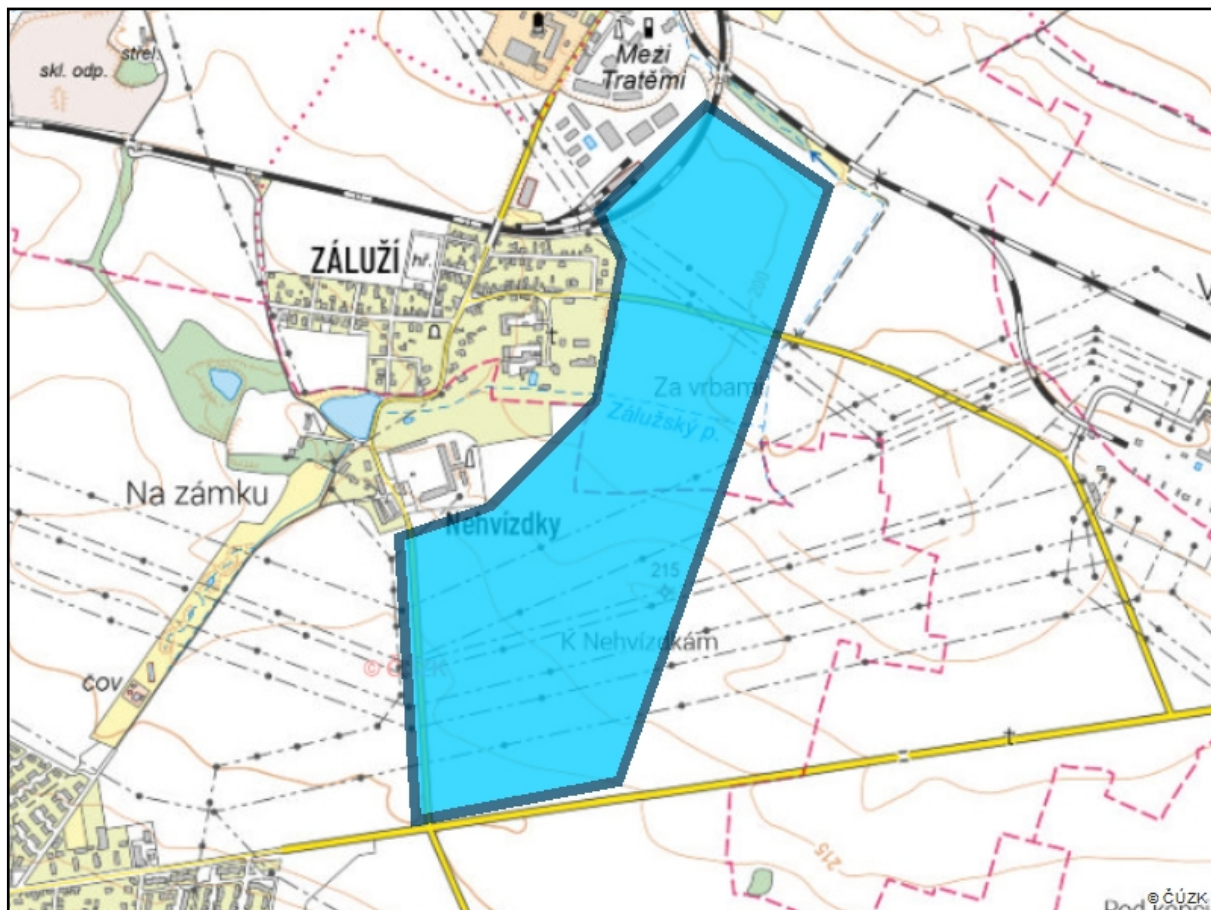 Mezi
Tratěmi
střel.
skl. odp.
ZÁLUŽÍ
hř.
200
Za vrbami
Zálužský p.
Na zámku
Nehvízdky
215
K Nehvízdkám
© ČÚZK
ČOV
215
© ČÚZK